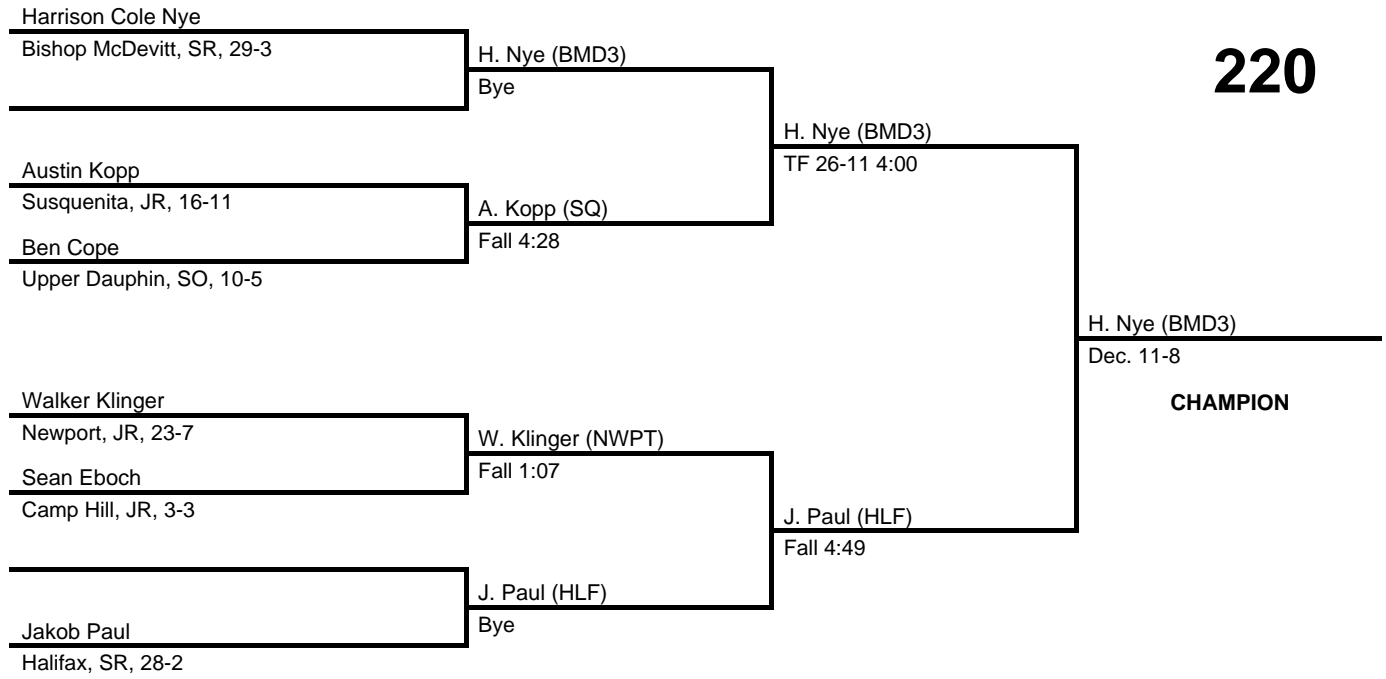 Harrison Cole Nye
Bishop McDevitt, SR, 29-3
H. Nye (BMD3)
Bye
220
H. Nye (BMD3)
TF 26-11 4:00
Austin Kopp
Susquenita, JR, 16-11
A. Kopp (SQ)
Fall 4:28
Ben Cope
Upper Dauphin, SO, 10-5
H. Nye (BMD3)
Dec. 11-8
CHAMPION
Walker Klinger
Newport, JR, 23-7
W. Klinger (NWPT)
Fall 1:07
Sean Eboch
Camp Hill, JR, 3-3
J. Paul (HLF)
Fall 4:49
J. Paul (HLF)
Bye
Jakob Paul
Halifax, SR, 28-2